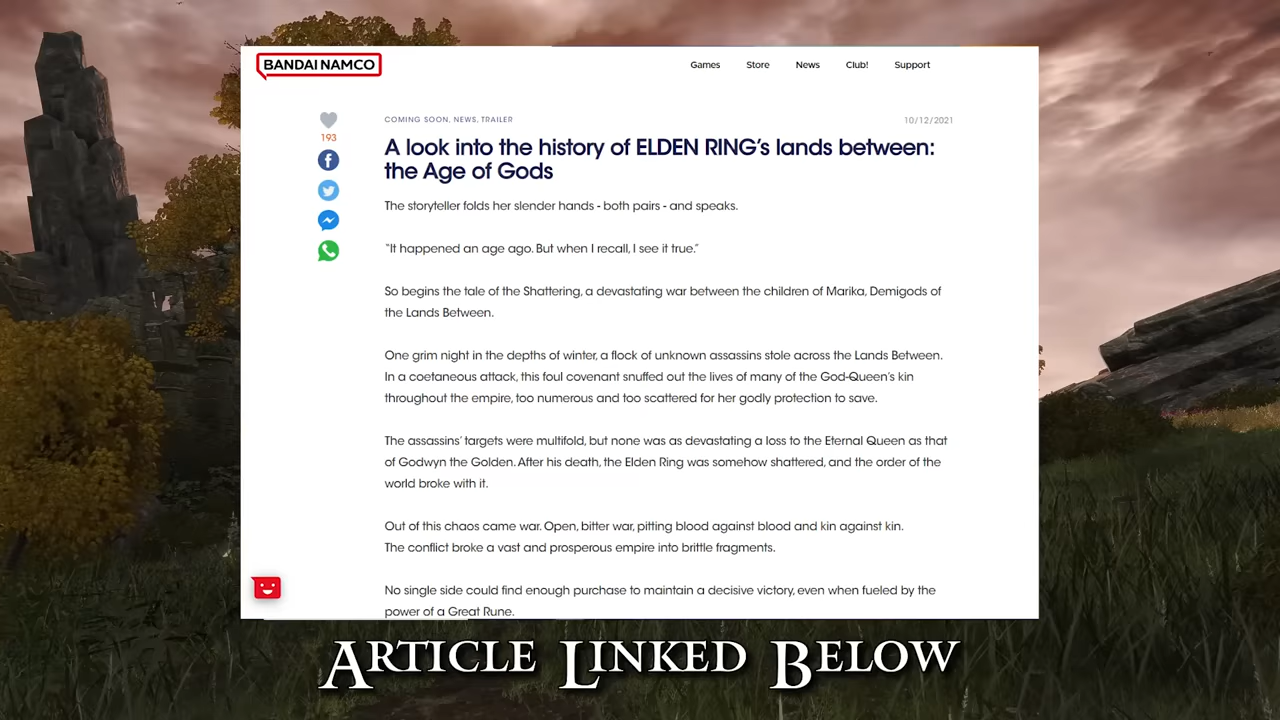 BANDAI NAMCO
Games Store News Club! Support
193
COMING SOON, NEWS, TRAILER 10/12/2021
A look into the history of ELDEN RING's lands between:
the Age of Gods
The storyteller folds her slender hands - both pairs - and speaks.
"It happened an age ago. But when I recall, I see it true."
So begins the tale of the Shattering, a devastating war between the children of Marika, Demigods of
the Lands Between.
One grim night in the depths of winter, a flock of unknown assassins stole across the Lands Between.
In a coetaneous attack, this foul covenant snuffed out the lives of many of the God-Queen's kin
throughout the empire, too numerous and too scattered for her godly protection to save.
The assassins' targets were multifold, but none was as devastating a loss to the Eternal Queen as that
of Godwyn the Golden. After his death, the Elden Ring was somehow shattered, and the order of the
world broke with it.
Out of this chaos came war. Open, bitter war, pitting blood against blood and kin against kin.
The conflict broke a vast and prosperous empire into brittle fragments.
No single side could find enough purchase to maintain a decisive victory, even when fueled by the
power of a Great Rune.
Article Linked Below